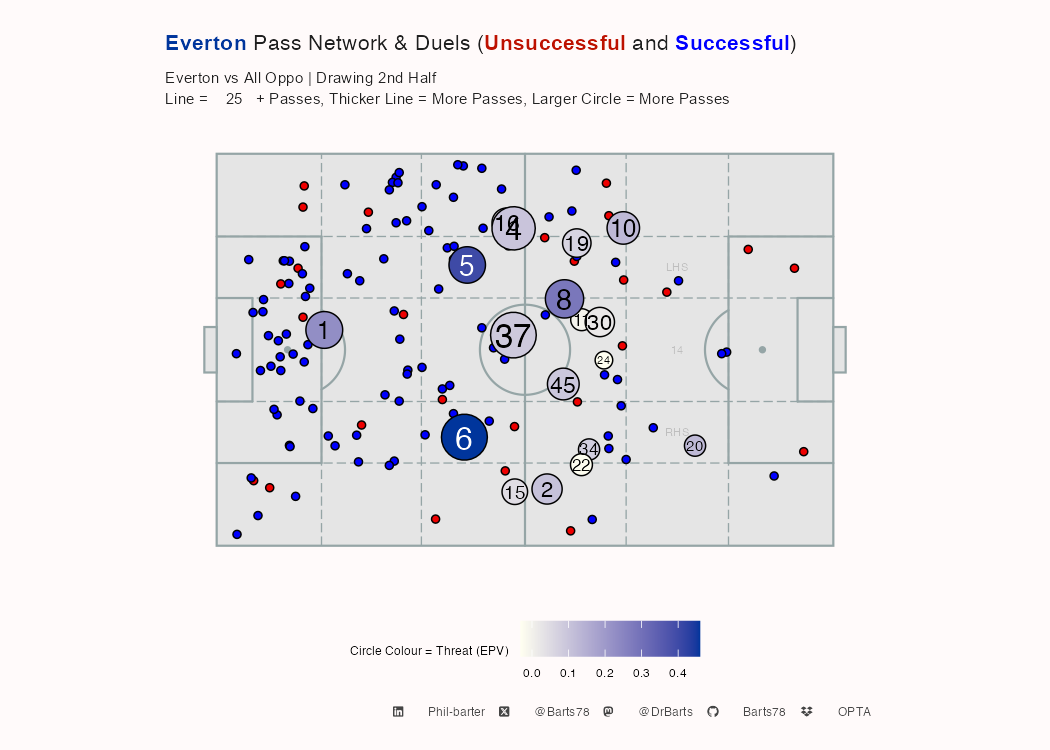 Everton Pass Network & Duels (Unsuccessful and Successful)
Everton vs All Oppo | Drawing 2nd Half
Line = 25 + Passes, Thicker Line = More Passes, Larger Circle = More Passes
16 4 10
19
5 LHS
8
1 37 11 30
24 14
45
6 34 RHS 20
22
15 2
Circle Colour = Threat (EPV)
0.0 0.1 0.2 0.3 0.4
Phil-barter @Barts78 @DrBarts Barts78 OPTA